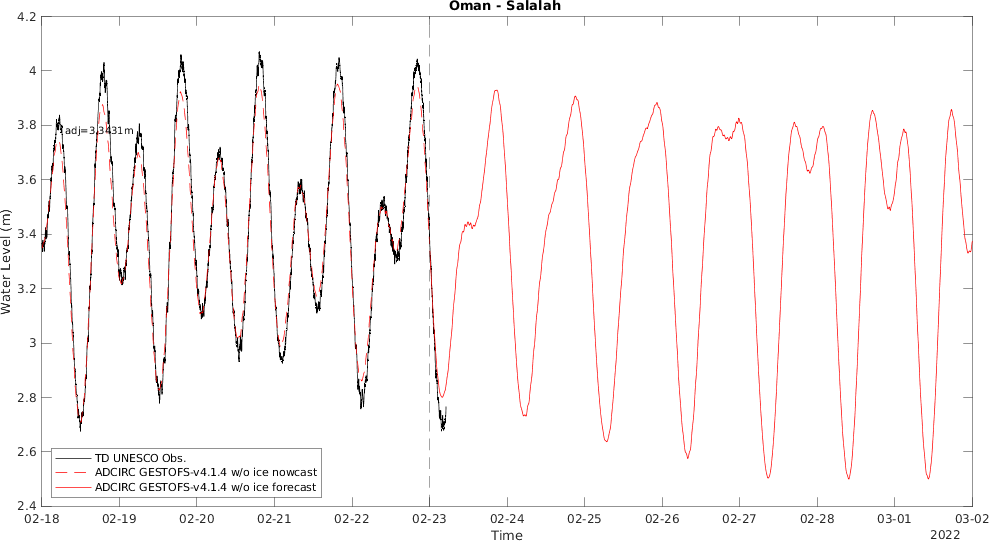 Oman - Salalah
4.2
4
3.8
3.6
3.4
3.2
3
2.8
2.6
2.4
Water Level (m)
adj=3.3431m
TD UNESCO Obs.
ADCIRC GESTOFS-v4.1.4 w/o ice nowcast
ADCIRC GESTOFS-v4.1.4 w/o ice forecast
02-18 02-19 02-20 02-21 02-22 02-23 02-24 02-25 02-26 02-27 02-28 03-01 03-02
Time
2022